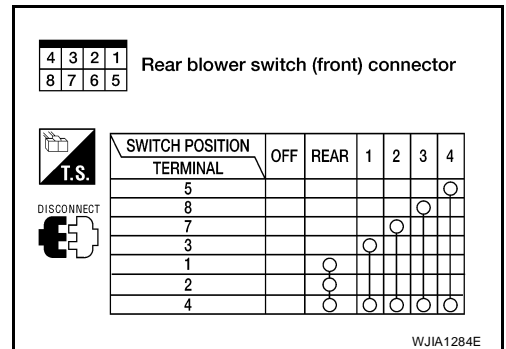 4 3 2 1
8 7 6 5
Rear blower switch (front) connector
T.S.
DISCONNECT
SWITCH POSITION
TERMINAL
OFF REAR 1 2 3 4
5
8
7
3
1
2
4
WJIA1284E